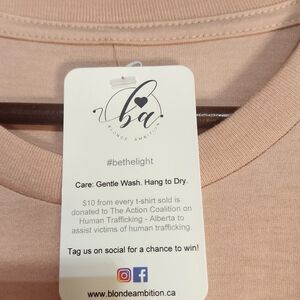 ba
BLONDE AMBITION
#bethelight
Care: Gentle Wash. Hang to Dry.
$10 from every t-shirt sold is
donated to The Action Coalition on
Human Trafficking - Alberta to
assist victims of human trafficking.
Tag us on social for a chance to win!
www.blondeambition.ca